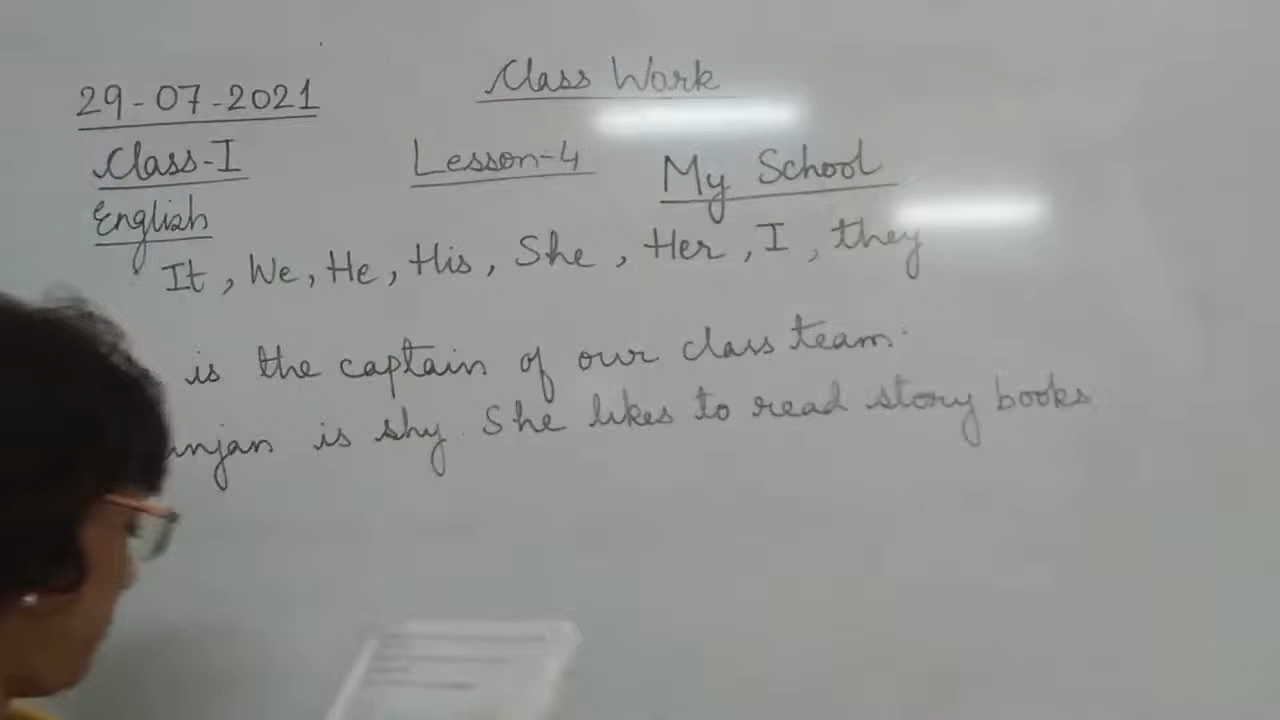 Class Work
29-07-2021
Class-I Lesson-4 My School
English
It, We, He, His, She, Her, I, they
is the captain of our class team.
is shy. She likes to read story books